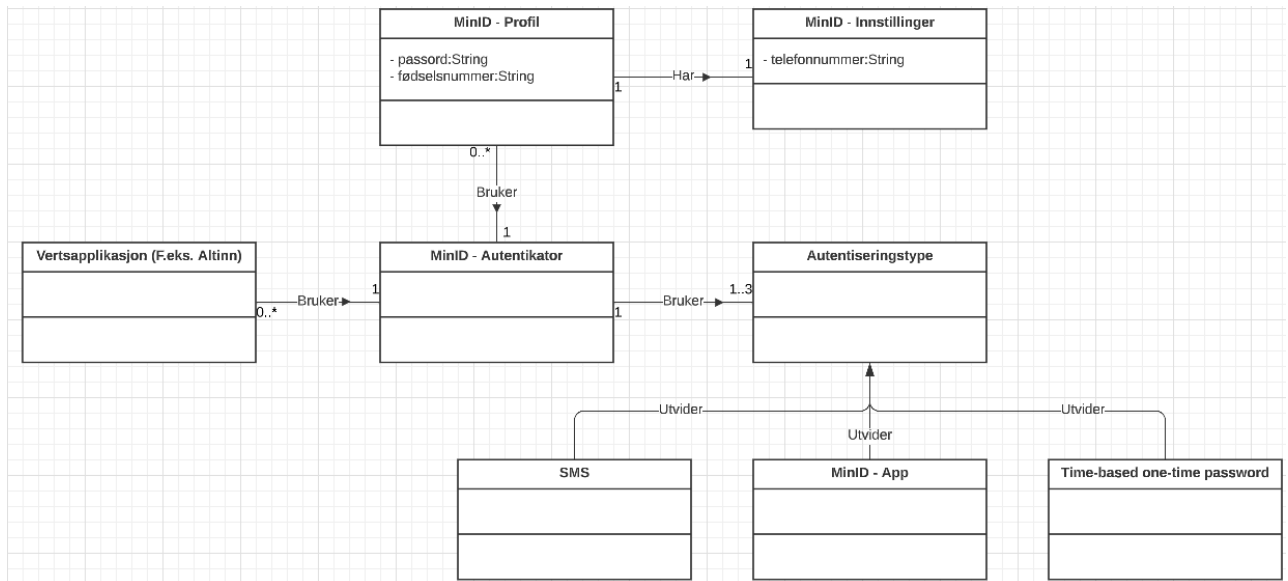 MinID - Profil
- passord:String
- fødselsnummer:String
MinID - Innstillinger
- telefonnummer:String
1
Har
1
0..*
Bruker
1
Vertsapplikasjon (F.eks. Altinn)
0..*
Bruker
1
MinID - Autentikator
1
Bruker
1..3
Autentiseringstype
Utvider
Utvider
Utvider
SMS
MinID - App
Time-based one-time password